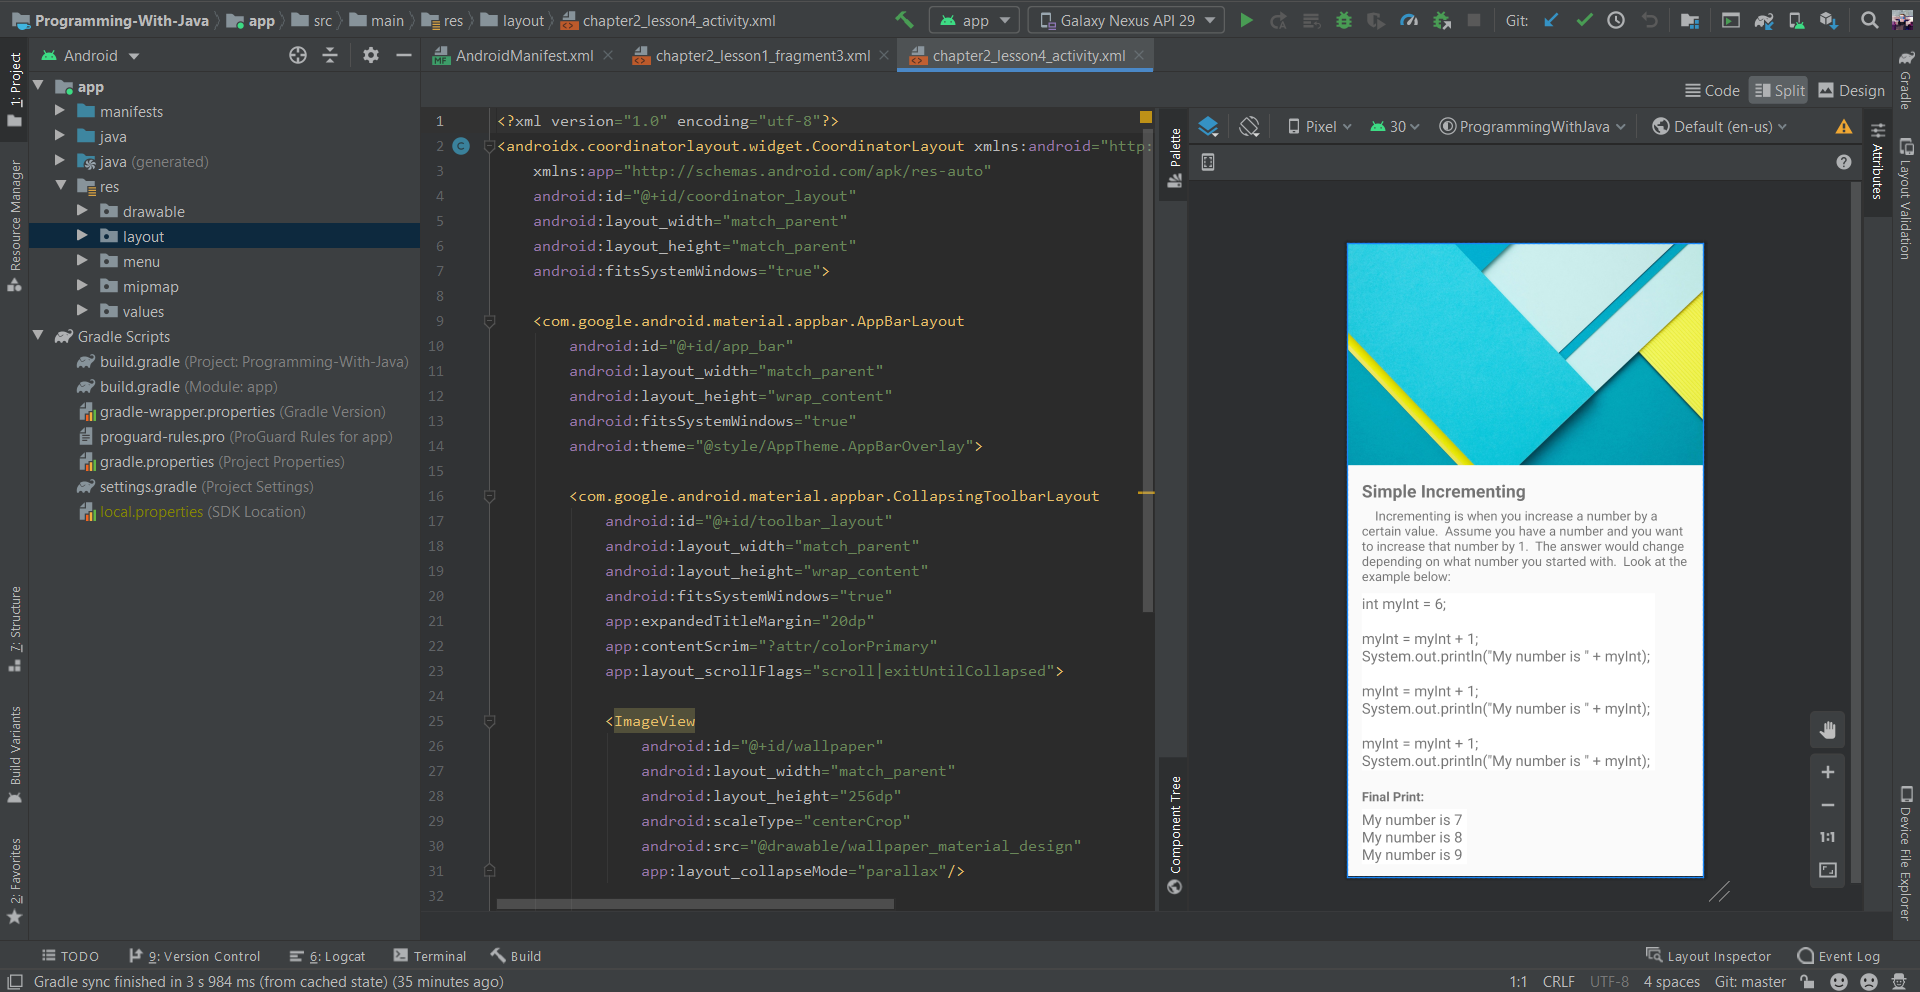 Programming-With-Java app src main res layout chapter2_lesson4_activity.xml app Galaxy Nexus API 29 Git:
Android AndroidManifest.xml chapter2_lesson1_fragment3.xml chapter2_lesson4_activity.xml
Code Split Design
1: Project
Resource Manager
7: Structure
Build Variants
2: Favorites
app
manifests
java
java (generated)
res
drawable
layout
menu
mipmap
values
Gradle Scripts
build.gradle (Project: Programming-With-Java)
build.gradle (Module: app)
gradle-wrapper.properties (Gradle Version)
proguard-rules.pro (ProGuard Rules for app)
gradle.properties (Project Properties)
settings.gradle (Project Settings)
local.properties (SDK Location)
1 <?xml version="1.0" encoding="utf-8"?>
2 C <androidx.coordinatorlayout.widget.CoordinatorLayout xmlns:android="http:
3 xmlns:app="http://schemas.android.com/apk/res-auto"
4 android:id="@+id/coordinator_layout"
5 android:layout_width="match_parent"
6 android:layout_height="match_parent"
7 android:fitsSystemWindows="true">
8
9 <com.google.android.material.appbar.AppBarLayout
10 android:id="@+id/app_bar"
11 android:layout_width="match_parent"
12 android:layout_height="wrap_content"
13 android:fitsSystemWindows="true"
14 android:theme="@style/AppTheme.AppBarOverlay">
15
16 <com.google.android.material.appbar.CollapsingToolbarLayout
17 android:id="@+id/toolbar_layout"
18 android:layout_width="match_parent"
19 android:layout_height="wrap_content"
20 android:fitsSystemWindows="true"
21 app:expandedTitleMargin="20dp"
22 app:contentScrim="?attr/colorPrimary"
23 app:layout_scrollFlags="scroll|exitUntilCollapsed">
24
25 <ImageView
26 android:id="@+id/wallpaper"
27 android:layout_width="match_parent"
28 android:layout_height="256dp"
29 android:scaleType="centerCrop"
30 android:src="@drawable/wallpaper_material_design"
31 app:layout_collapseMode="parallax"/>
32
Palette
Component Tree
Pixel 30 ProgrammingWithJava Default (en-us)
Simple Incrementing
Incrementing is when you increase a number by a
certain value. Assume you have a number and you want
to increase that number by 1. The answer would change
depending on what number you started with. Look at the
example below:
int myInt = 6;
myInt = myInt + 1;
System.out.println("My number is " + myInt);
myInt = myInt + 1;
System.out.println("My number is " + myInt);
myInt = myInt + 1;
System.out.println("My number is " + myInt);
Final Print:
My number is 7
My number is 8
My number is 9
1:1
Attributes
Gradle
Layout Validation
Device File Explorer
TODO 9: Version Control 6: Logcat Terminal Build Layout Inspector Event Log
Gradle sync finished in 3 s 984 ms (from cached state) (35 minutes ago) 1:1 CRLF UTF-8 4 spaces Git: master